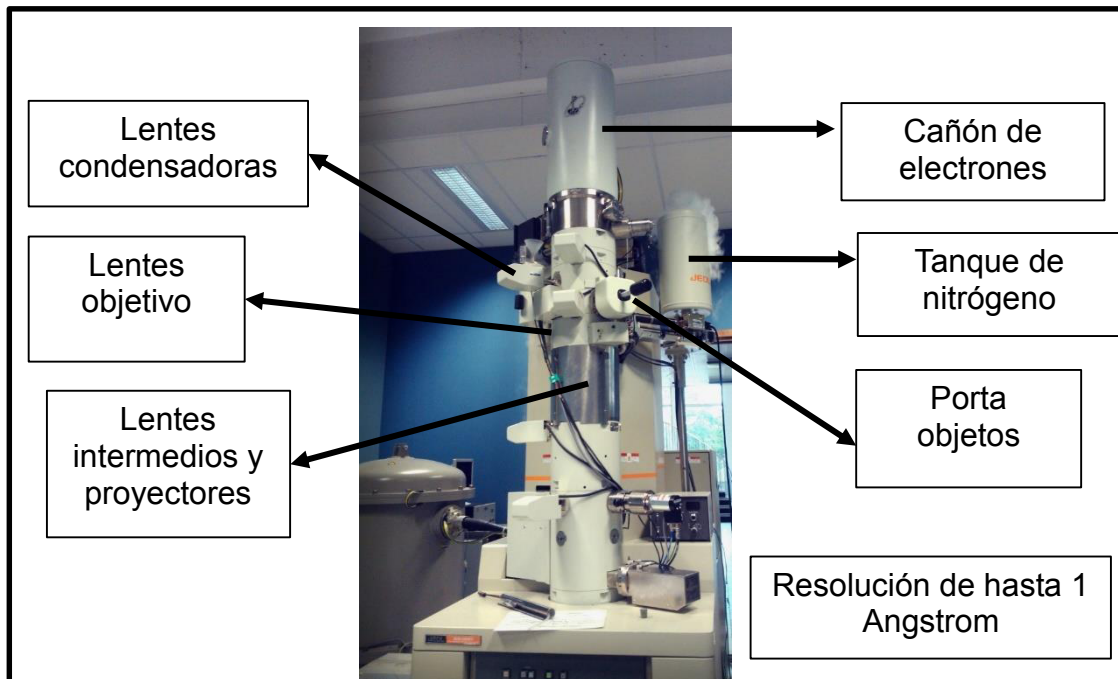 Lentes
condensadoras
Lentes
objetivo
Lentes
intermedios y
proyectores
Cañón de
electrones
Tanque de
nitrógeno
Porta
objetos
Resolución de hasta 1
Angstrom